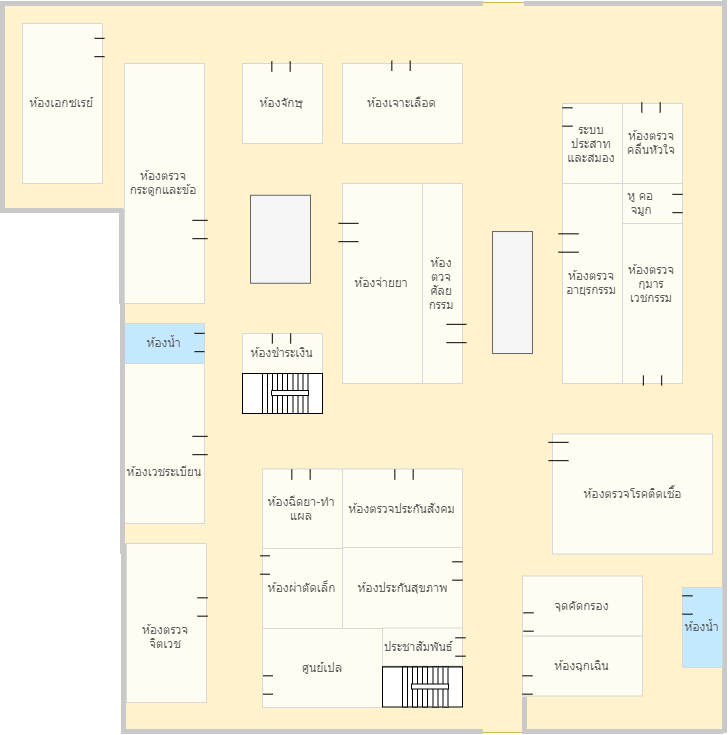 ห้องเอกซเรย์
ห้องจักษุ
ห้องเจาะเลือด
ระบบ
ประสาท
และสมอง
ห้องตรวจ
คลื่นหัวใจ
ห้องตรวจ
กระดูกและข้อ
หู คอ
จมูก
ห้องจ่ายยา
ห้อง
ตวจ
ศัลย
กรรม
ห้องตรวจ
อายุรกรรม
ห้องตรวจ
กุมาร
เวชกรรม
ห้องน้ำ
ห้องชำระเงิน
ห้องเวชระเบียน
ห้องฉีดยา-ทำ
แผล
ห้องตรวจประกันสังคม
ห้องตรวจโรคติดเชื้อ
ห้องผ่าตัดเล็ก
ห้องประกันสุขภาพ
จุดคัดกรอง
ห้องน้ำ
ห้องตรวจ
จิตเวช
ศูนย์เปล
ประชาสัมพันธ์
ห้องฉุกเฉิน